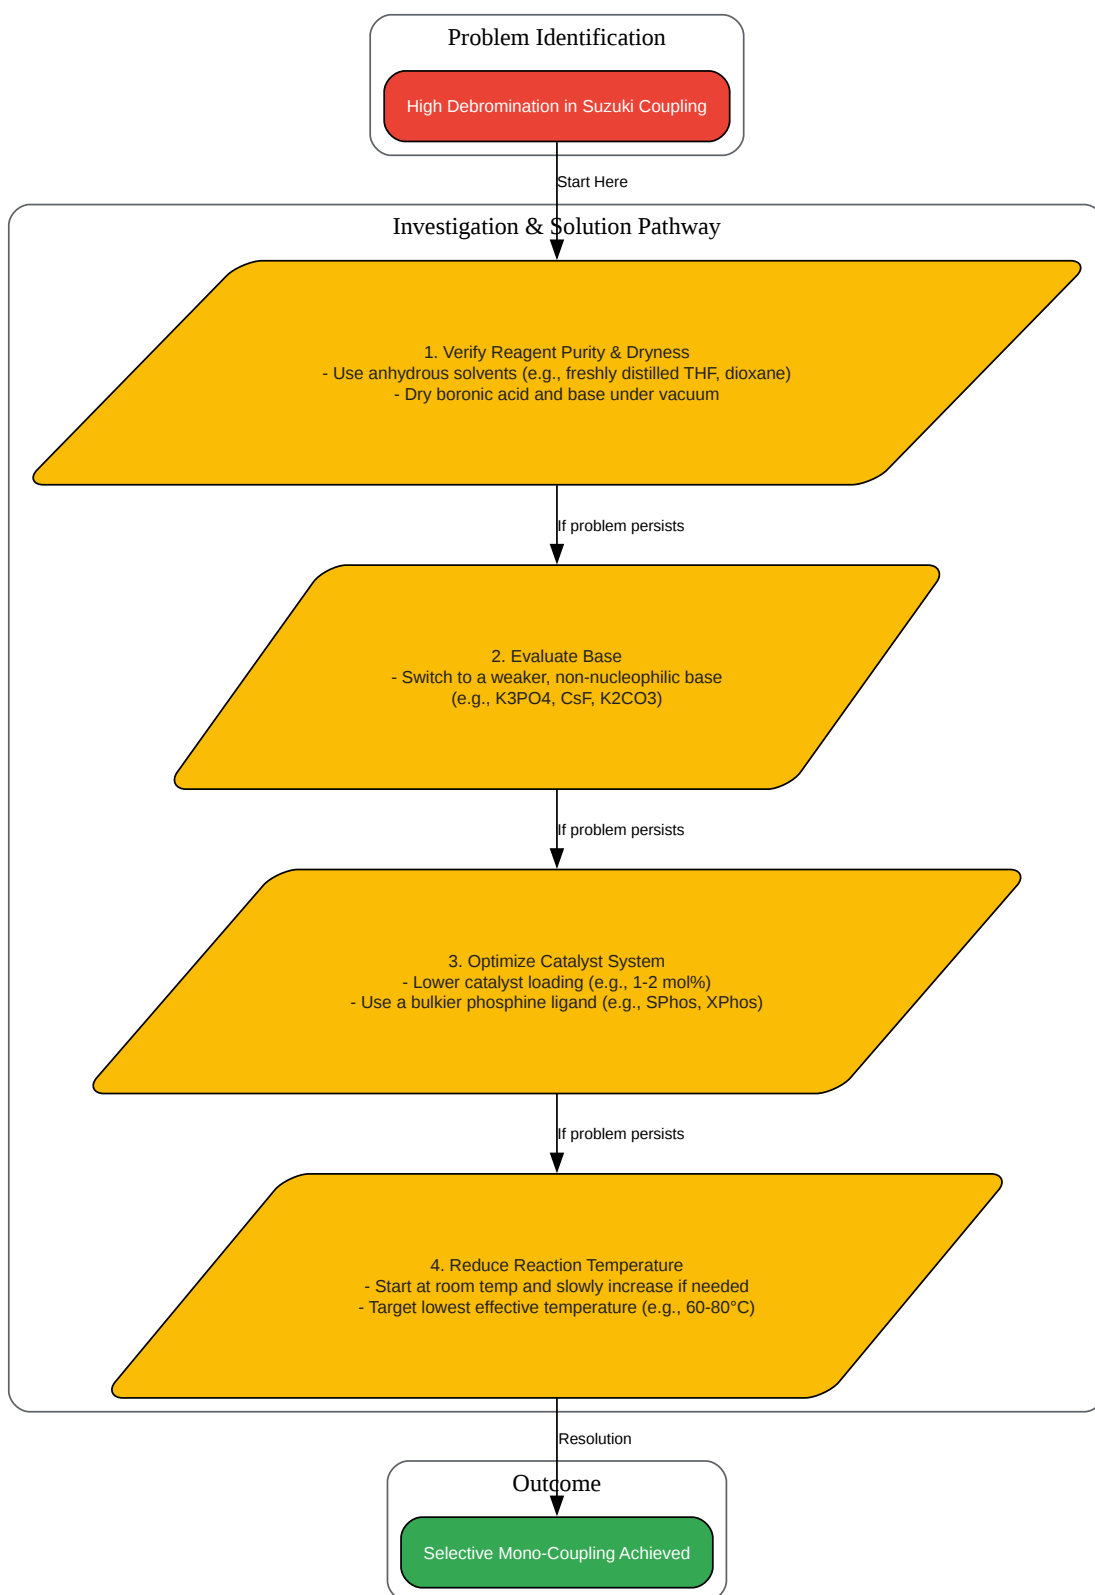 Problem Identification
High Debromination in Suzuki Coupling
Start Here
Investigation & Solution Pathway
1. Verify Reagent Purity & Dryness
- Use anhydrous solvents (e.g., freshly distilled THF, dioxane)
- Dry boronic acid and base under vacuum
If problem persists
2. Evaluate Base
- Switch to a weaker, non-nucleophilic base
(e.g., K3PO4, CsF, K2CO3)
If problem persists
3. Optimize Catalyst System
- Lower catalyst loading (e.g., 1-2 mol%)
- Use a bulkier phosphine ligand (e.g., SPhos, XPhos)
If problem persists
4. Reduce Reaction Temperature
- Start at room temp and slowly increase if needed
- Target lowest effective temperature (e.g., 60-80°C)
Resolution
Outcome
Selective Mono-Coupling Achieved